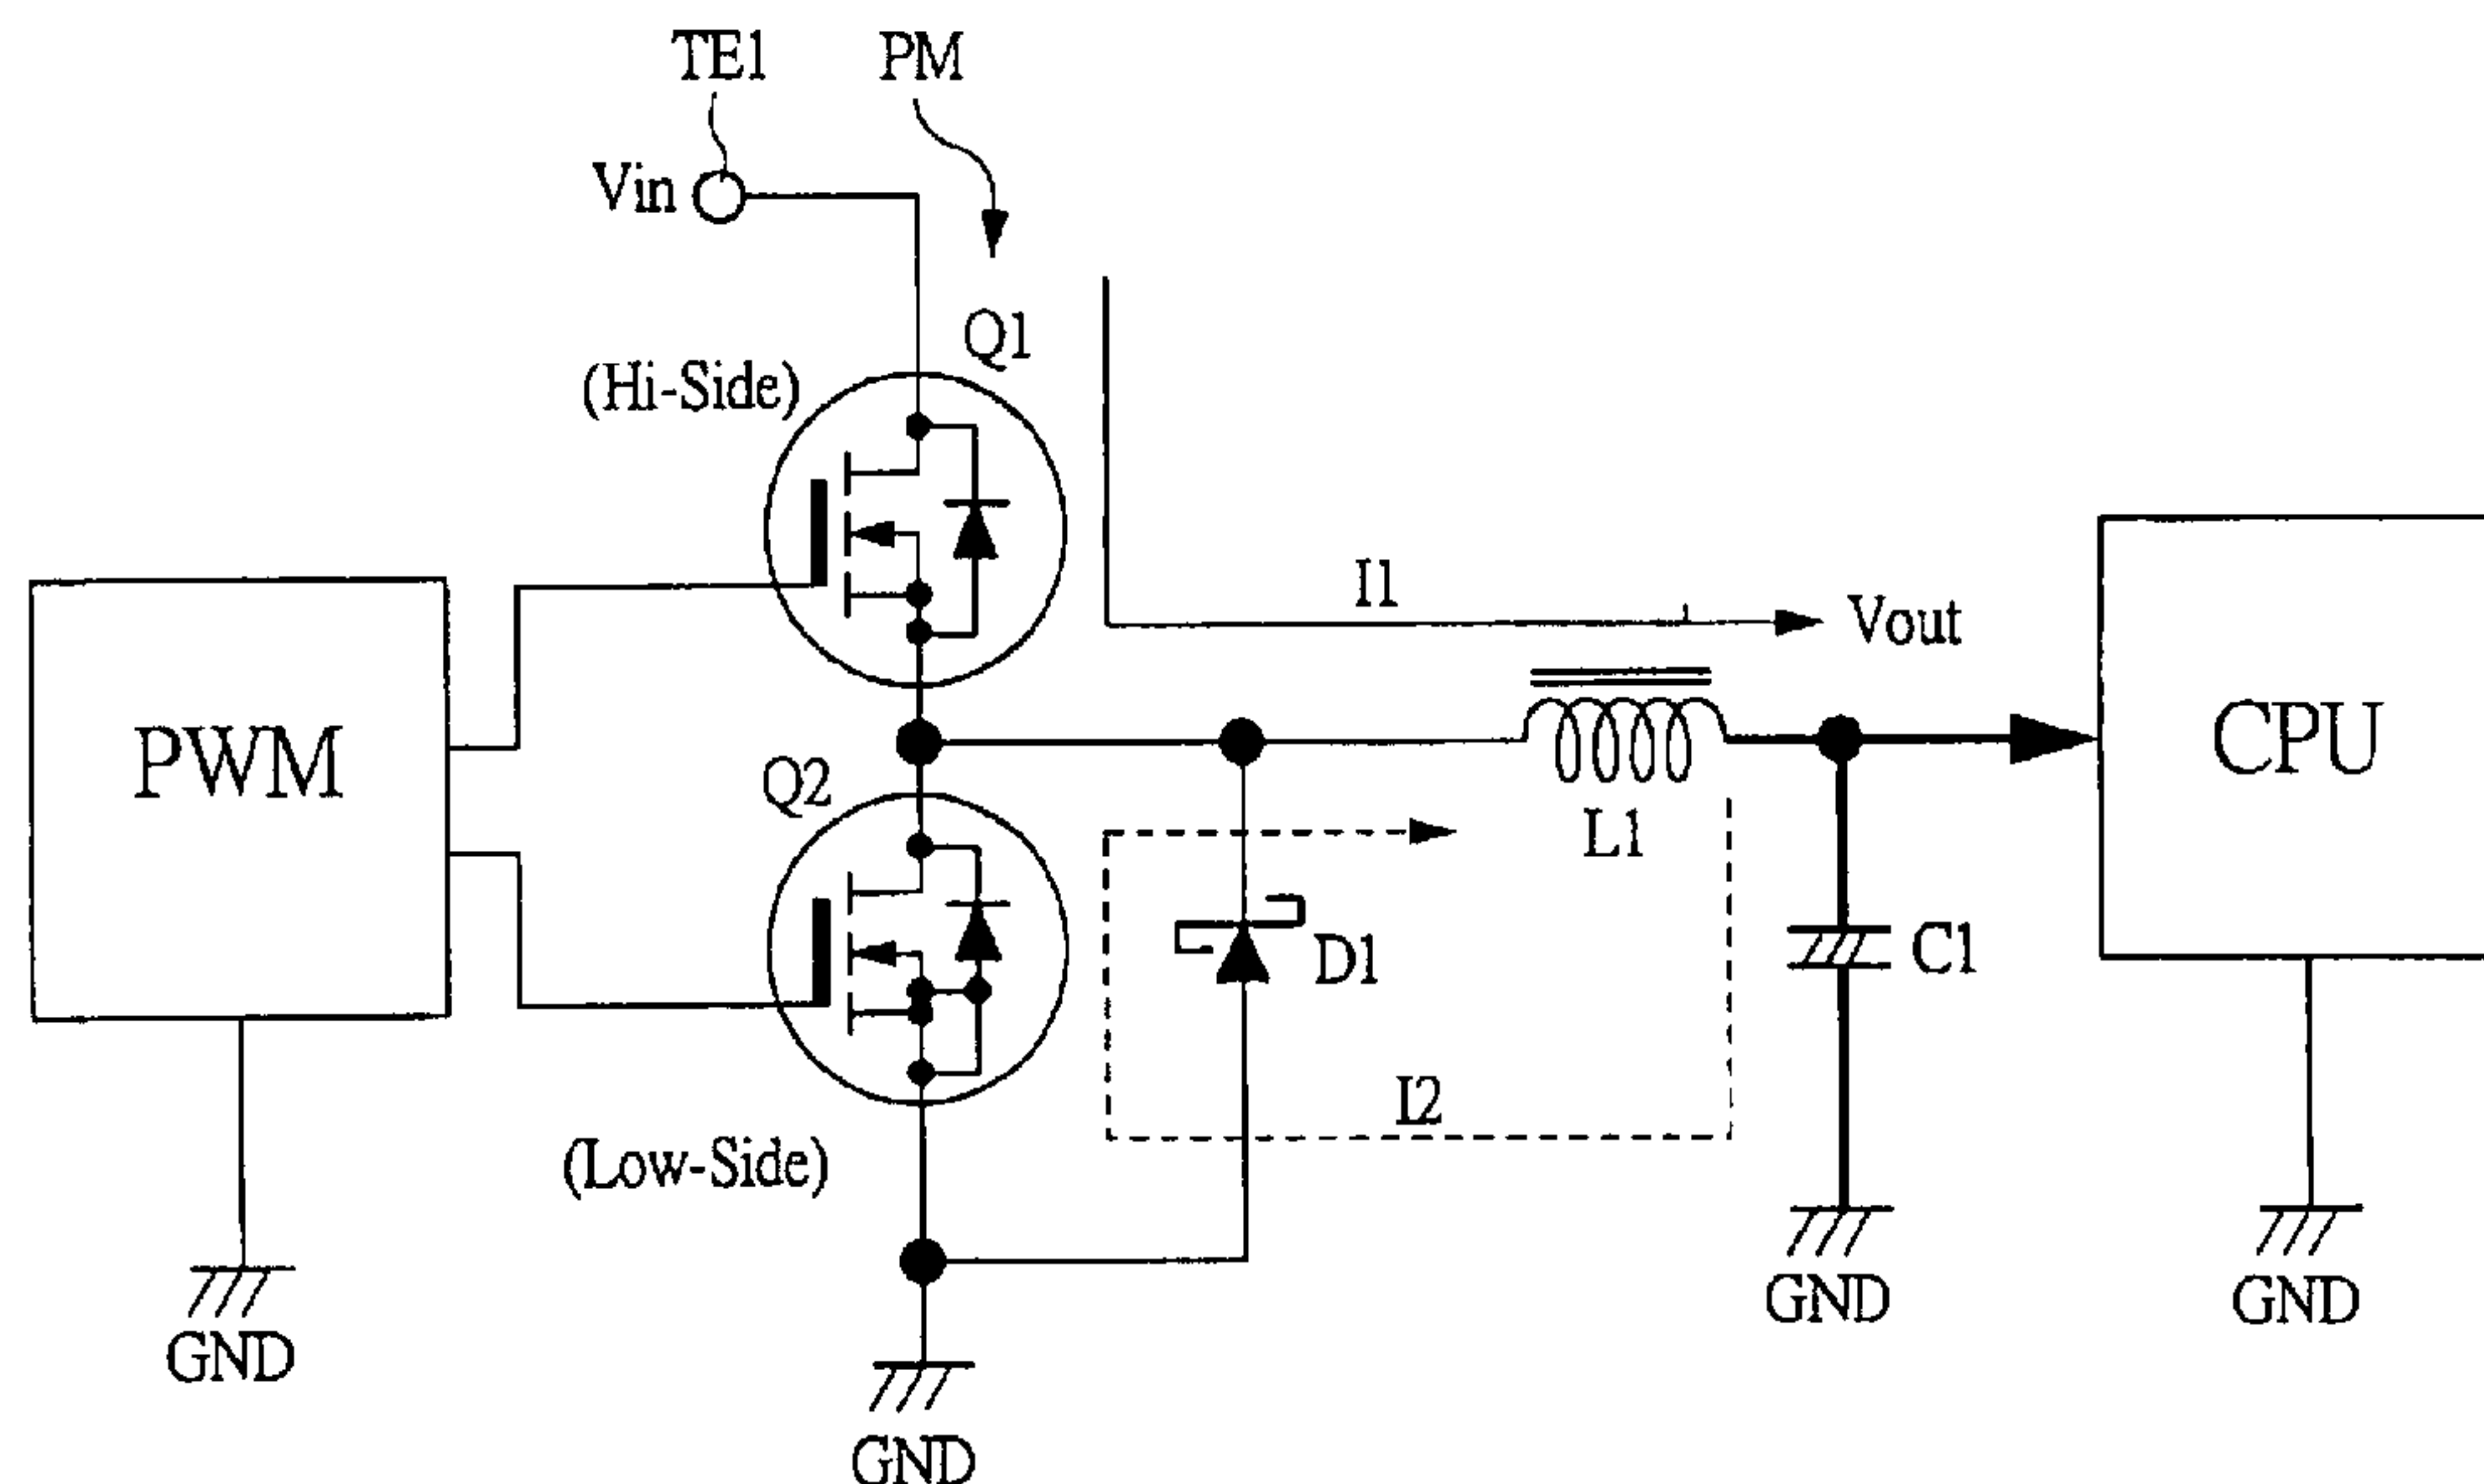 TE1
PM
Vin
Q1
(Hi-Side)
I1
Vout
PWM
CPU
Q2
L1
D1
C1
I2
(Low-Side)
GND
GND
GND
GND